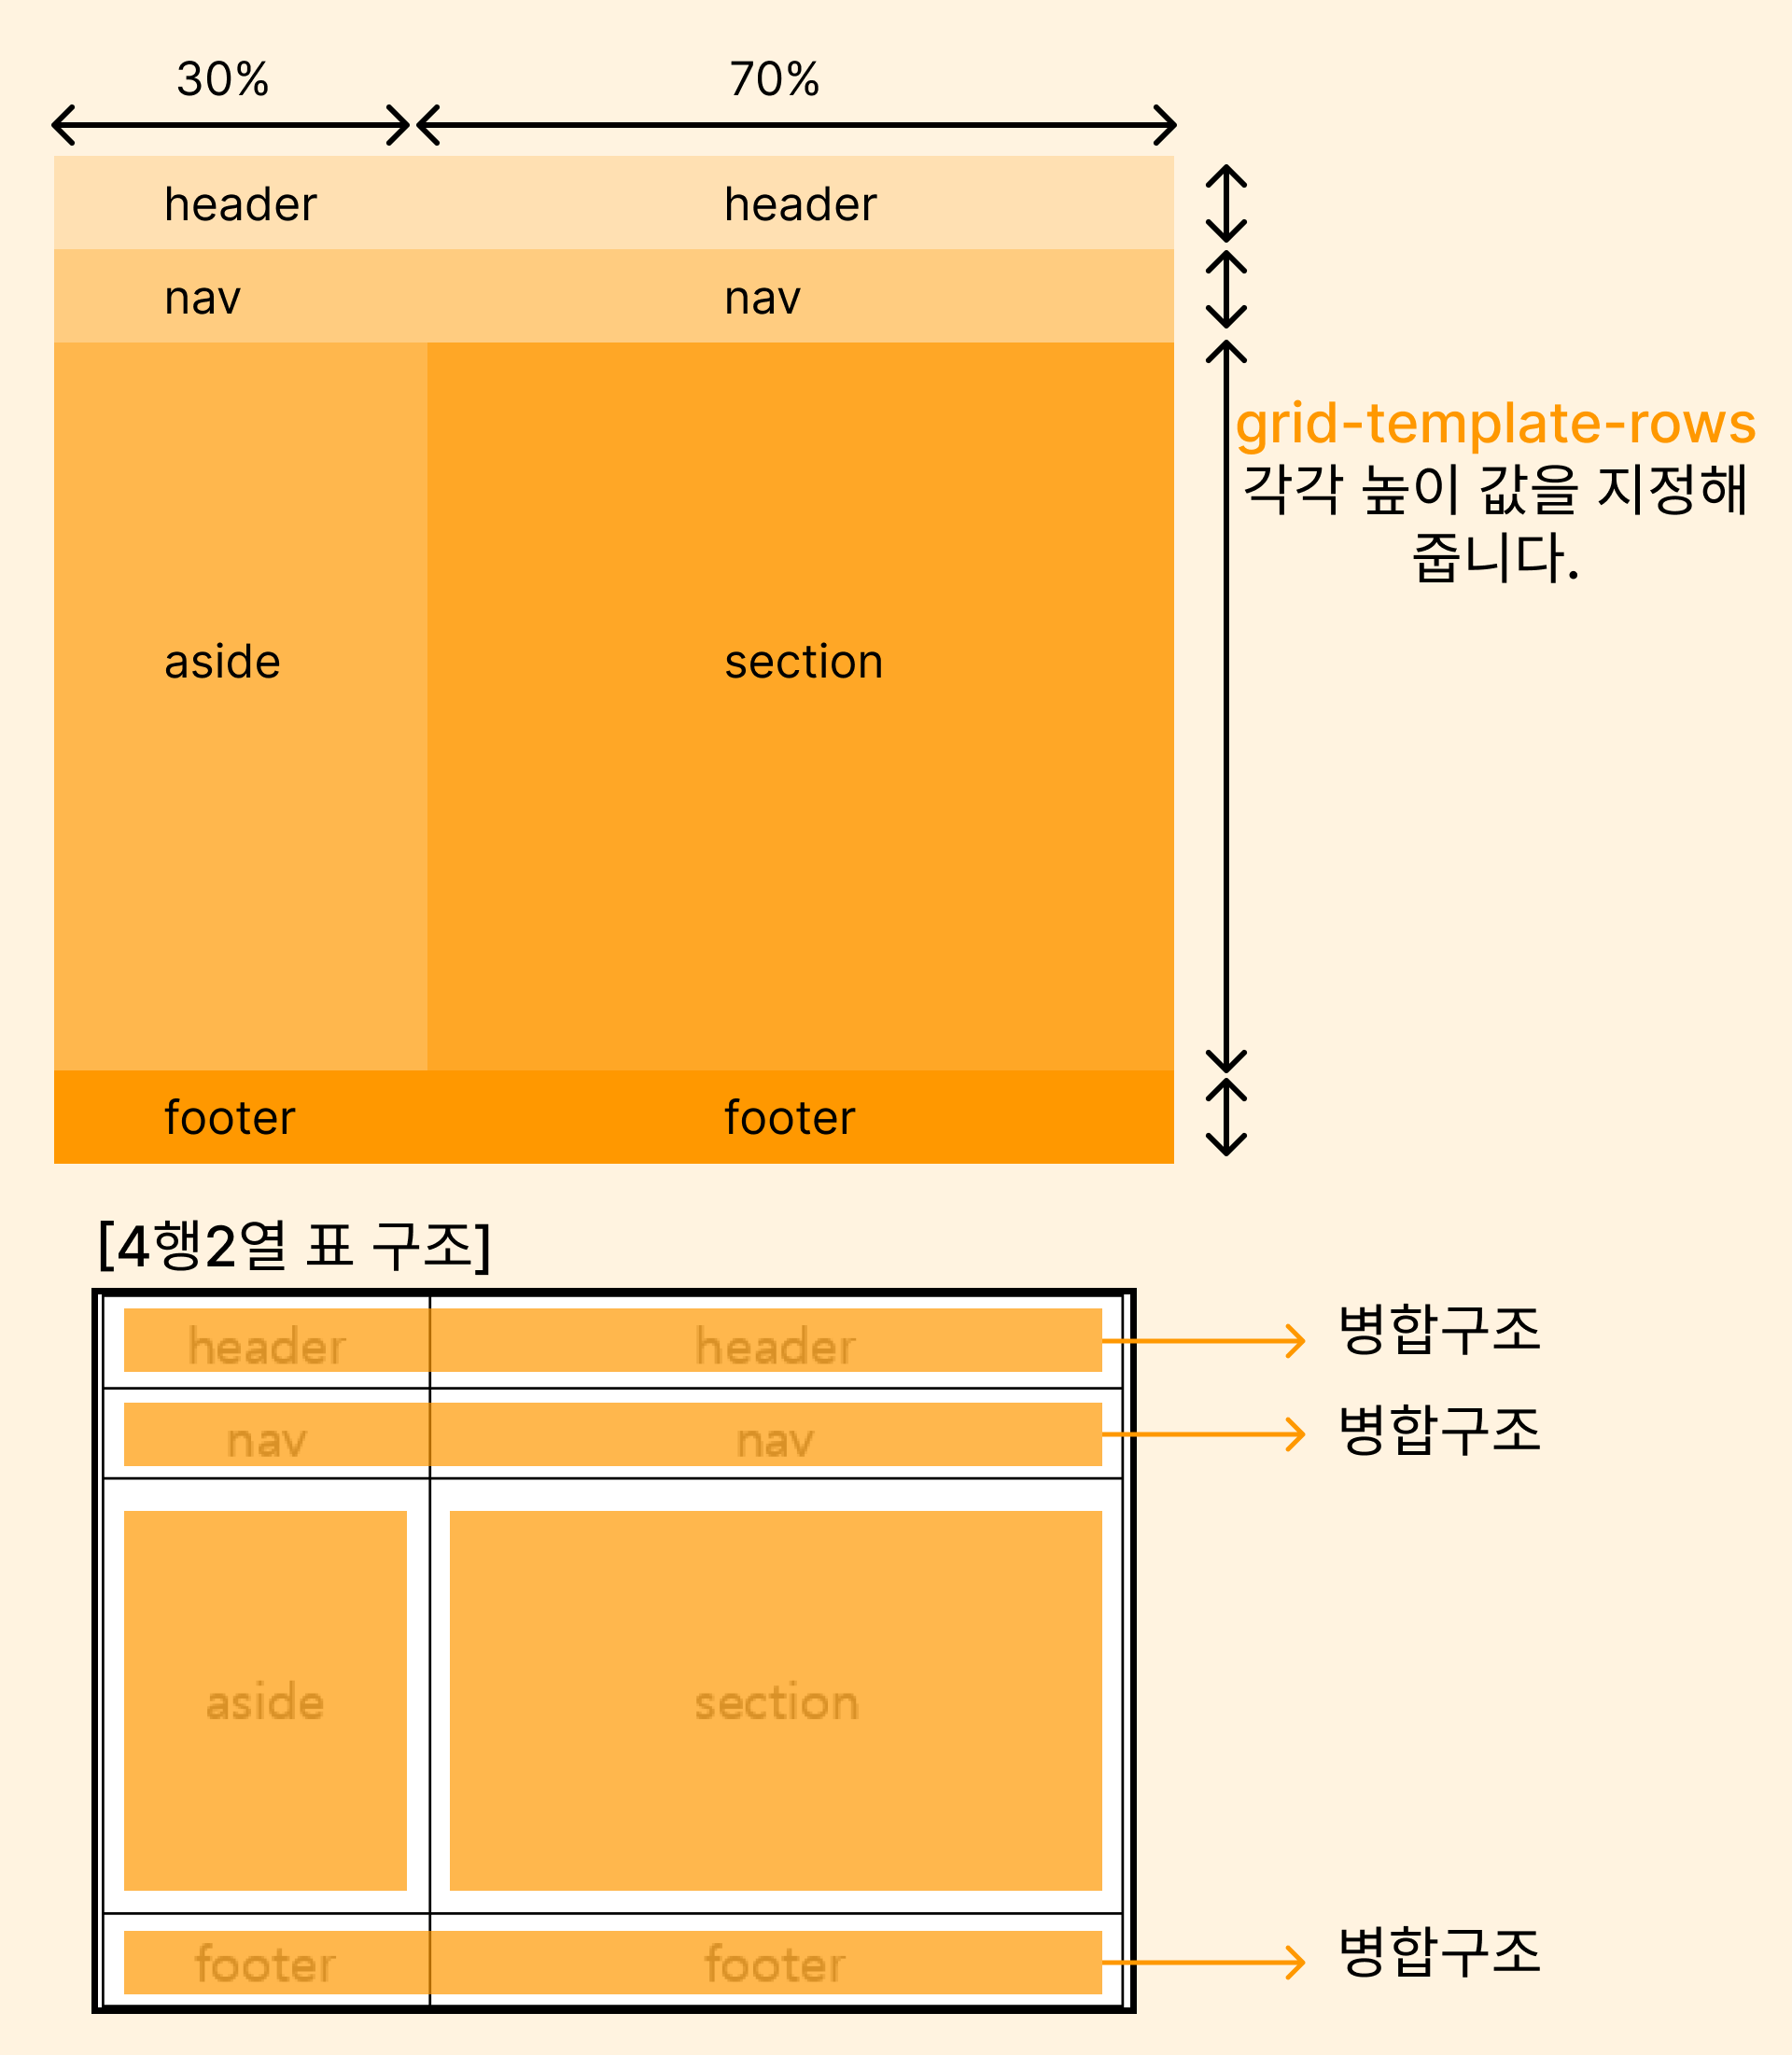 30% 70%
header header
nav nav
grid-template-rows
각각 높이 값을 지정해
줍니다.
aside section
footer footer
[4행2열 표 구조]
header header 병합구조
nav nav 병합구조
aside section
footer footer 병합구조